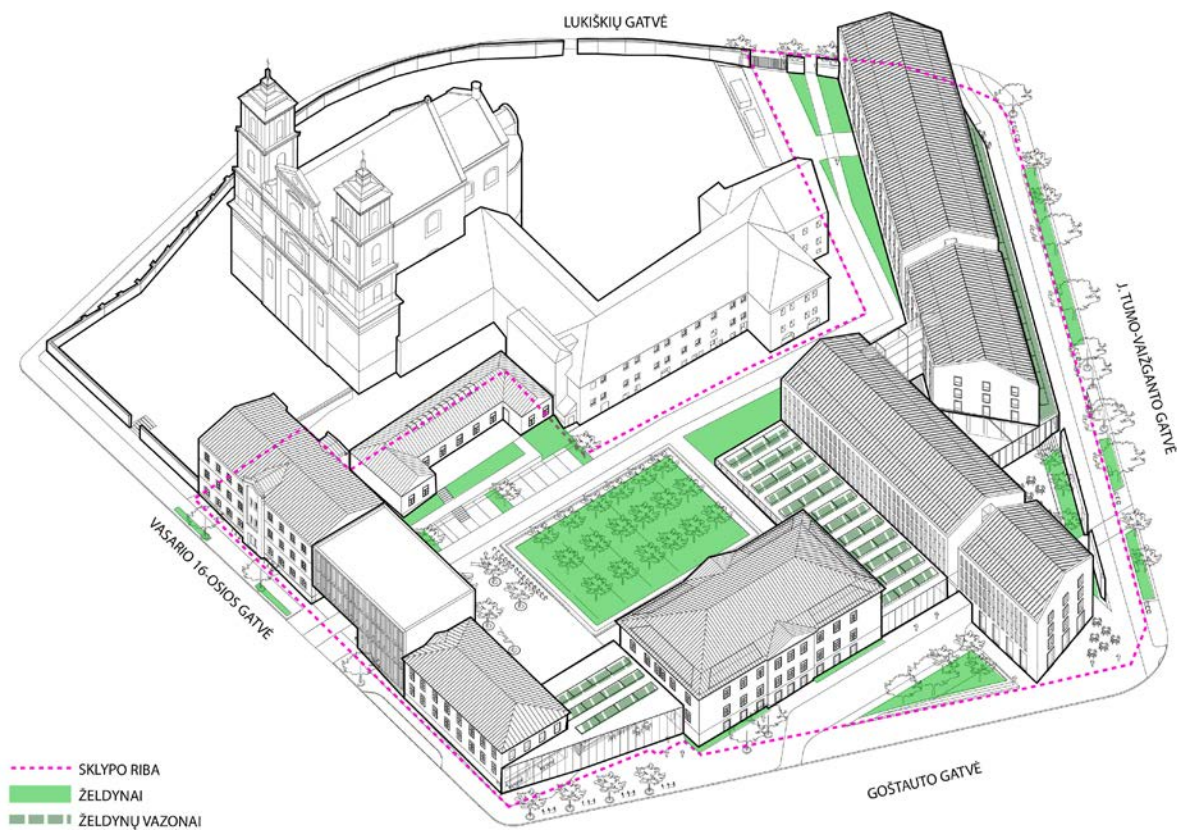 LUKIŠKIŲ GATVĖ
J. TUMO-VAIŽGANTO GATVĖ
VASARIO 16-OSIOS GATVĖ
GOŠTAUTO GATVĖ
SKLYPO RIBA
ŽELDYNAI
ŽELDYNŲ VAZONAI